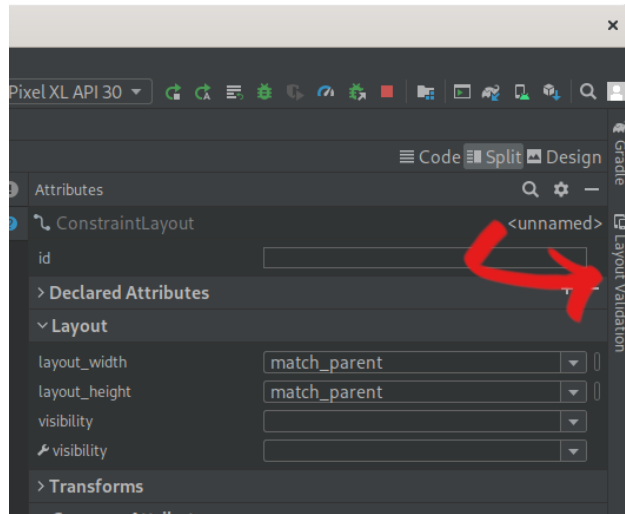 Pixel XL API 30
Code Split Design
Attributes
ConstraintLayout <unnamed>
id
Declared Attributes
Layout
layout_width match_parent
layout_height match_parent
visibility
visibility
Transforms
Gradle
Layout Validation